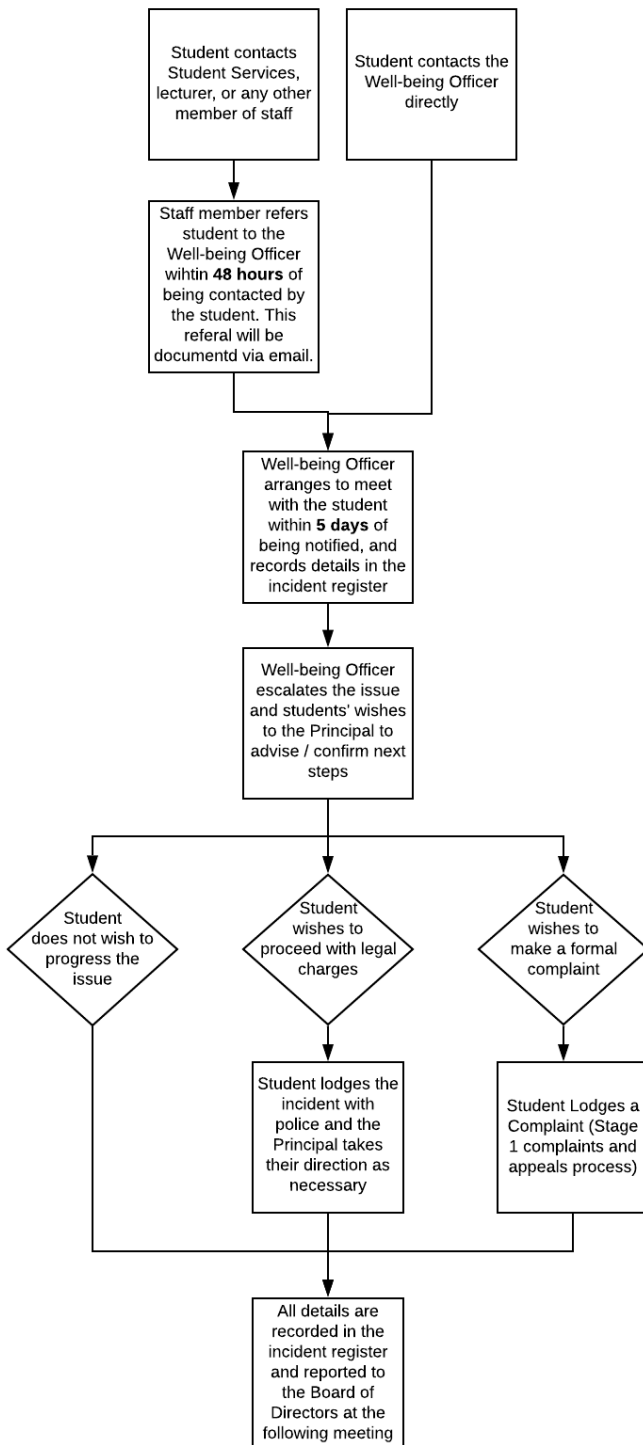 Student contacts
Student Services,
lecturer, or any other
member of staff
Student contacts the
Well-being Officer
directly
Staff member refers
student to the
Well-being Officer
wihtin 48 hours of
being contacted by
the student. This
referal will be
documentd via email.
Well-being Officer
arranges to meet
with the student
within 5 days of
being notified, and
records details in the
incident register
Well-being Officer
escalates the issue
and students' wishes
to the Principal to
advise / confirm next
steps
Student
does not wish to
progress the
issue
Student
wishes to
proceed with legal
charges
Student
wishes to
make a formal
complaint
Student lodges the
incident with
police and the
Principal takes
their direction as
necessary
Student Lodges a
Complaint (Stage
1 complaints and
appeals process)
All details are
recorded in the
incident register
and reported to
the Board of
Directors at the
following meeting